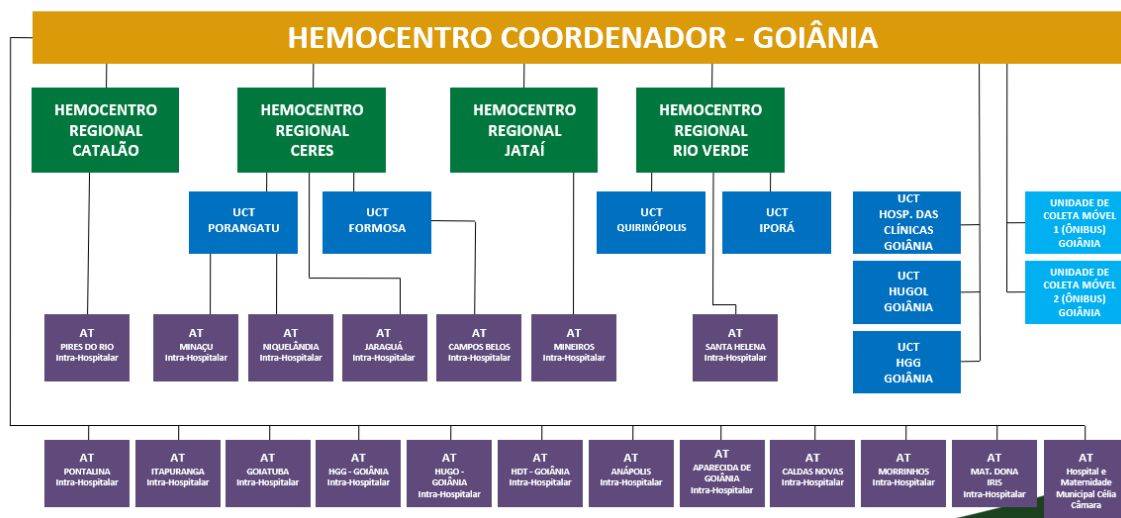 HEMOCENTRO COORDENADOR - GOIÂNIA
HEMOCENTRO
REGIONAL
CATALÃO
HEMOCENTRO
REGIONAL
CERES
HEMOCENTRO
REGIONAL
JATAÍ
HEMOCENTRO
REGIONAL
RIO VERDE
UCT
PORANGATU
UCT
FORMOSA
UCT
QUIRINÓPOLIS
UCT
IPORÁ
UCT
HOSP. DAS
CLÍNICAS
GOIÂNIA
UNIDADE DE
COLETA MÓVEL
1 (ÔNIBUS)
GOIÂNIA
UCT
HUGOL
GOIÂNIA
UNIDADE DE
COLETA MÓVEL
2 (ÔNIBUS)
GOIÂNIA
AT
PIRES DO RIO
Intra-Hospitalar
AT
MINAÇU
Intra-Hospitalar
AT
NIQUELÂNDIA
Intra-Hospitalar
AT
JARAGUÁ
Intra-Hospitalar
AT
CAMPOS BELOS
Intra-Hospitalar
AT
MINEIROS
Intra-Hospitalar
AT
SANTA HELENA
Intra-Hospitalar
UCT
HGG
GOIÂNIA
AT
PONTALINA
Intra-Hospitalar
AT
ITAPURANGA
Intra-Hospitalar
AT
GOIATUBA
Intra-Hospitalar
AT
HGG - GOIÂNIA
Intra-Hospitalar
AT
HUGO -
GOIÂNIA
Intra-Hospitalar
AT
HDT - GOIÂNIA
Intra-Hospitalar
AT
ANÁPOLIS
Intra-Hospitalar
AT
APARECIDA DE
GOIÂNIA
Intra-Hospitalar
AT
CALDAS NOVAS
Intra-Hospitalar
AT
MORRINHOS
Intra-Hospitalar
AT
MAT. DONA
IRIS
Intra-Hospitalar
AT
Hospital e
Maternidade
Municipal Célia
Câmara